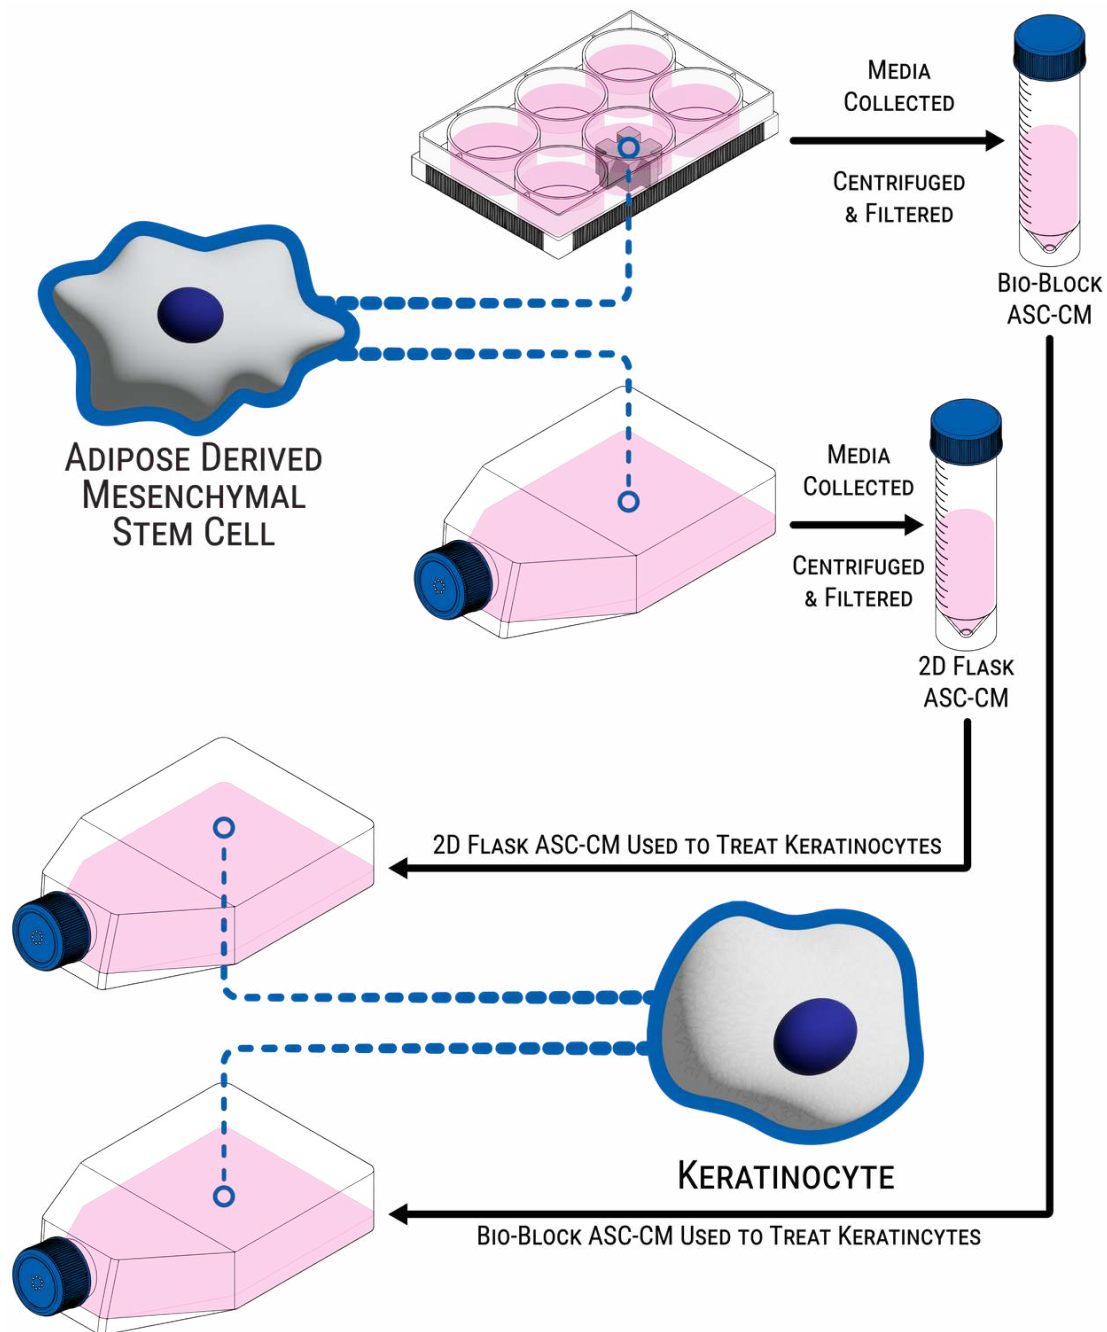 Media
Collected
Centrifuged
& Filtered
Bio-Block
ASC-CM
Adipose Derived
Mesenchymal
Stem Cell
Media
Collected
Centrifuged
& Filtered
2D Flask
ASC-CM
2D Flask ASC-CM Used to Treat Keratinocytes
Keratinocyte
Bio-Block ASC-CM Used to Treat Keratincytes